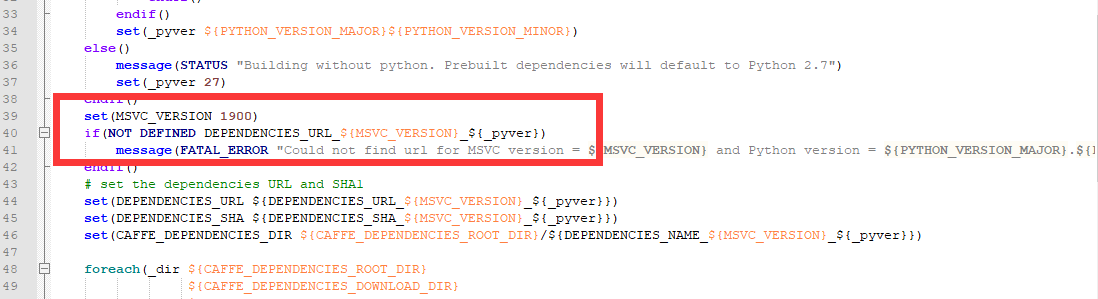 33 endif()
34 set(_pyver ${PYTHON_VERSION_MAJOR}${PYTHON_VERSION_MINOR})
35 else()
36 message(STATUS "Building without python. Prebuilt dependencies will default to Python 2.7")
37 set(_pyver 27)
38 endif()
39 set(MSVC_VERSION 1900)
40 if(NOT DEFINED DEPENDENCIES_URL_${MSVC_VERSION}_${_pyver})
41 message(FATAL_ERROR "Could not find url for MSVC version = ${MSVC_VERSION} and Python version = ${PYTHON_VERSION_MAJOR}.${
42 endif()
43 # set the dependencies URL and SHA1
44 set(DEPENDENCIES_URL ${DEPENDENCIES_URL_${MSVC_VERSION}_${_pyver}})
45 set(DEPENDENCIES_SHA ${DEPENDENCIES_SHA_${MSVC_VERSION}_${_pyver}})
46 set(CAFFE_DEPENDENCIES_DIR ${CAFFE_DEPENDENCIES_ROOT_DIR}/${DEPENDENCIES_NAME_${MSVC_VERSION}_${_pyver}})
47
48 foreach(_dir ${CAFFE_DEPENDENCIES_ROOT_DIR}
49 ${CAFFE_DEPENDENCIES_DOWNLOAD_DIR}